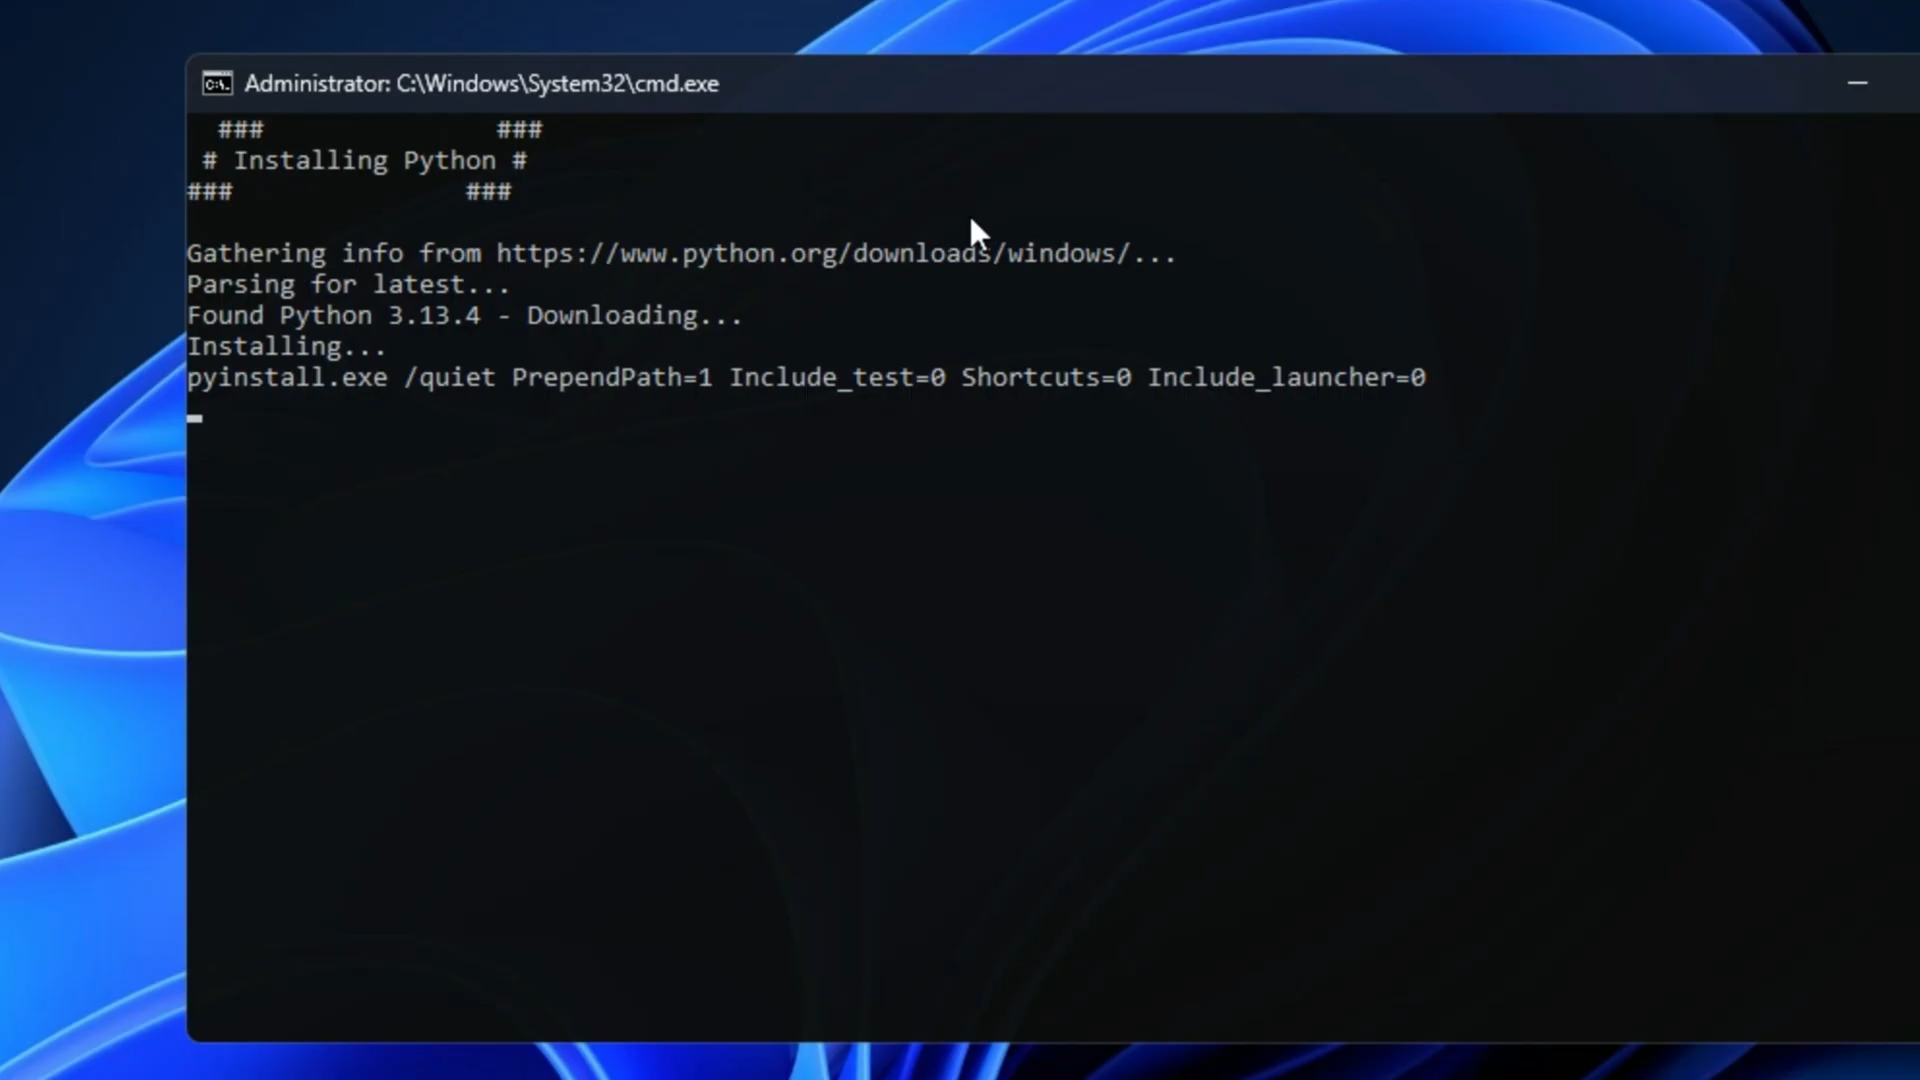 Administrator: C:\Windows\System32\cmd.exe
  ###               ###
 # Installing Python #
###               ###
Gathering info from https://www.python.org/downloads/windows/...
Parsing for latest...
Found Python 3.13.4 - Downloading...
Installing...
pyinstall.exe /quiet PrependPath=1 Include_test=0 Shortcuts=0 Include_launcher=0